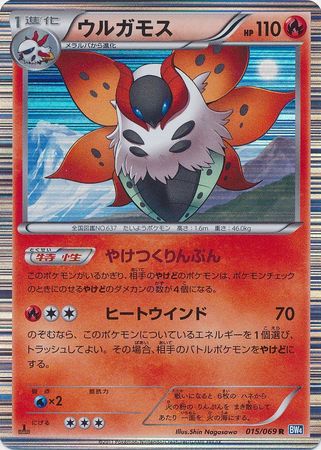 1進化 ウルガモス HP110
メラルバから進化
全国図鑑NO.637 たいようポケモン 高さ:1.6m 重さ:46.0kg
とくせい
特性 やけつくりんぷん
このポケモンがいるかぎり、相手のやけどのポケモンは、ポケモンチェック
のときにのせるやけどのダメカンの数が4個になる。
ヒートウインド 70
のぞむなら、このポケモンについているエネルギーを1個選び、
トラッシュしてよい。その場合、相手のバトルポケモンをやけど
にする。
弱点 抵抗力
×2
にげる
Illus.Shin Nagasawa
015/069 R BW4